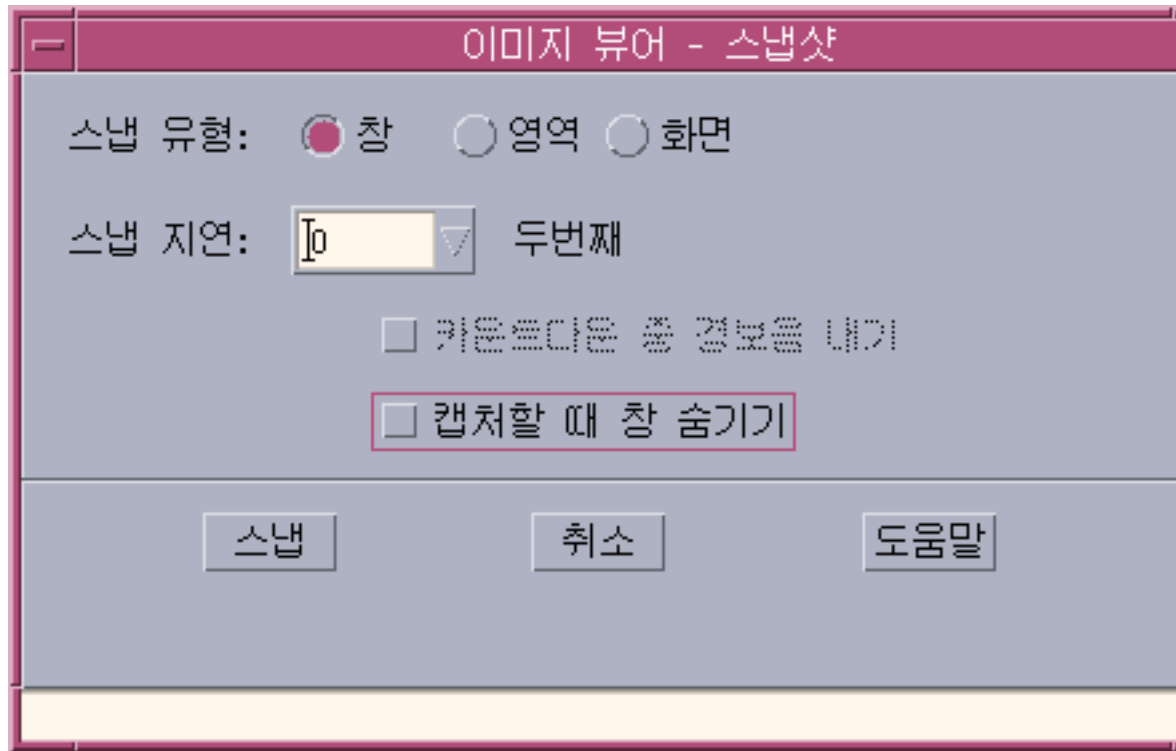 이미지 뷰어 - 스냅샷
스냅 유형: 창 영역 화면
스냅 지연: 0 두번째
카운트다운 중 경보음 내기
캡처할 때 창 숨기기
스냅 취소 도움말